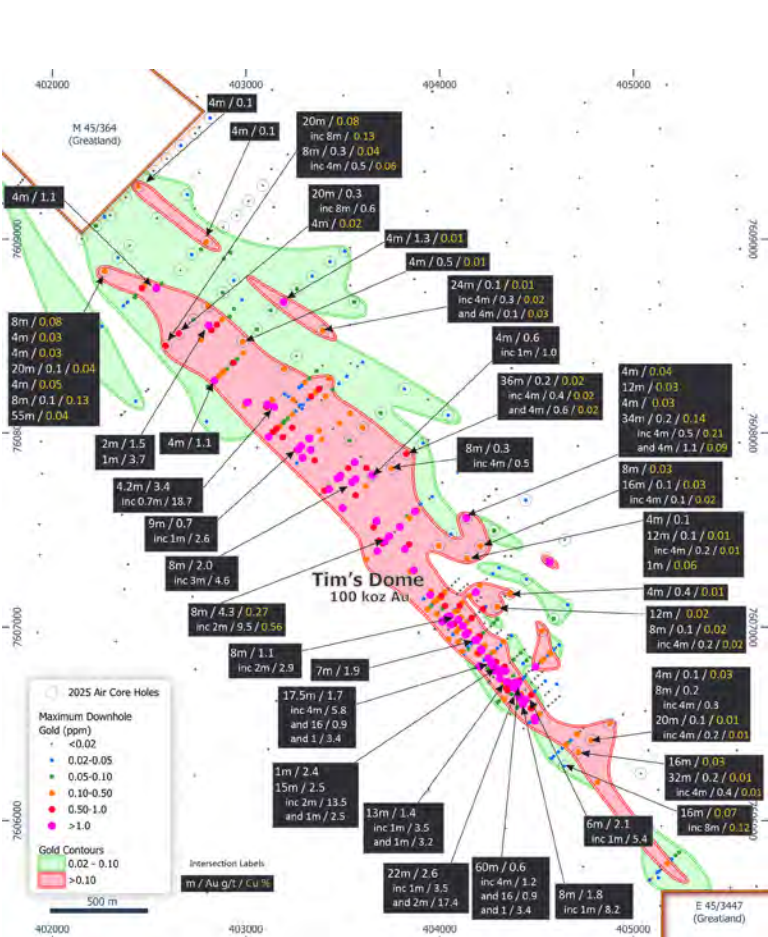 402000
403000
404000
405000
4m / 0.1
M 45/364
(Greatland)
4m / 0.1
20m / 0.08
inc 8m / 0.13
8m / 0.3 / 0.04
inc 4m / 0.5 / 0.06
4m / 1.1
20m / 0.3
inc 8m / 0.6
4m / 0.02
7609000
7609000
4m / 1.3 / 0.01
4m / 0.5 / 0.01
24m / 0.1 / 0.01
inc 4m / 0.3 / 0.02
and 4m / 0.1 / 0.03
8m / 0.08
4m / 0.03
4m / 0.03
20m / 0.1 / 0.04
4m / 0.05
8m / 0.1 / 0.13
55m / 0.04
4m / 0.6
inc 1m / 1.0
36m / 0.2 / 0.02
inc 4m / 0.4 / 0.02
and 4m / 0.6 / 0.02
4m / 0.04
12m / 0.03
4m / 0.03
34m / 0.2 / 0.14
inc 4m / 0.5 / 0.21
and 4m / 1.1 / 0.09
7608000
7608000
2m / 1.5
1m / 3.7
4m / 1.1
8m / 0.3
inc 4m / 0.5
8m / 0.03
16m / 0.1 / 0.03
inc 4m / 0.1 / 0.02
4.2m / 3.4
inc 0.7m / 18.7
9m / 0.7
inc 1m / 2.6
4m / 0.1
12m / 0.1 / 0.01
inc 4m / 0.2 / 0.01
1m / 0.06
8m / 2.0
inc 3m / 4.6
Tim's Dome
100 koz Au
4m / 0.4 / 0.01
8m / 4.3 / 0.27
inc 2m / 9.5 / 0.56
12m / 0.02
8m / 0.1 / 0.02
inc 4m / 0.2 / 0.02
7607000
7607000
8m / 1.1
inc 2m / 2.9
7m / 1.9
4m / 0.1 / 0.03
8m / 0.2
inc 4m / 0.3
20m / 0.1 / 0.01
inc 4m / 0.2 / 0.01
17.5m / 1.7
inc 4m / 5.8
and 16 / 0.9
and 1 / 3.4
2025 Air Core Holes
Maximum Downhole
Gold (ppm)
<0.02
0.02-0.05
0.05-0.10
0.10-0.50
0.50-1.0
>1.0
Gold Contours
0.02 - 0.10
>0.10
500 m
Intersection Labels
m / Au g/t / Cu %
16m / 0.03
32m / 0.2 / 0.01
inc 4m / 0.4 / 0.01
1m / 2.4
15m / 2.5
inc 2m / 13.5
and 1m / 2.5
13m / 1.4
inc 1m / 3.5
and 1m / 3.2
16m / 0.07
inc 8m / 0.12
6m / 2.1
inc 1m / 5.4
7606000
7606000
22m / 2.6
inc 1m / 3.5
and 2m / 17.4
60m / 0.6
inc 4m / 1.2
and 16 / 0.9
and 1 / 3.4
8m / 1.8
inc 1m / 8.2
E 45/3447
(Greatland)
402000
403000
404000
405000